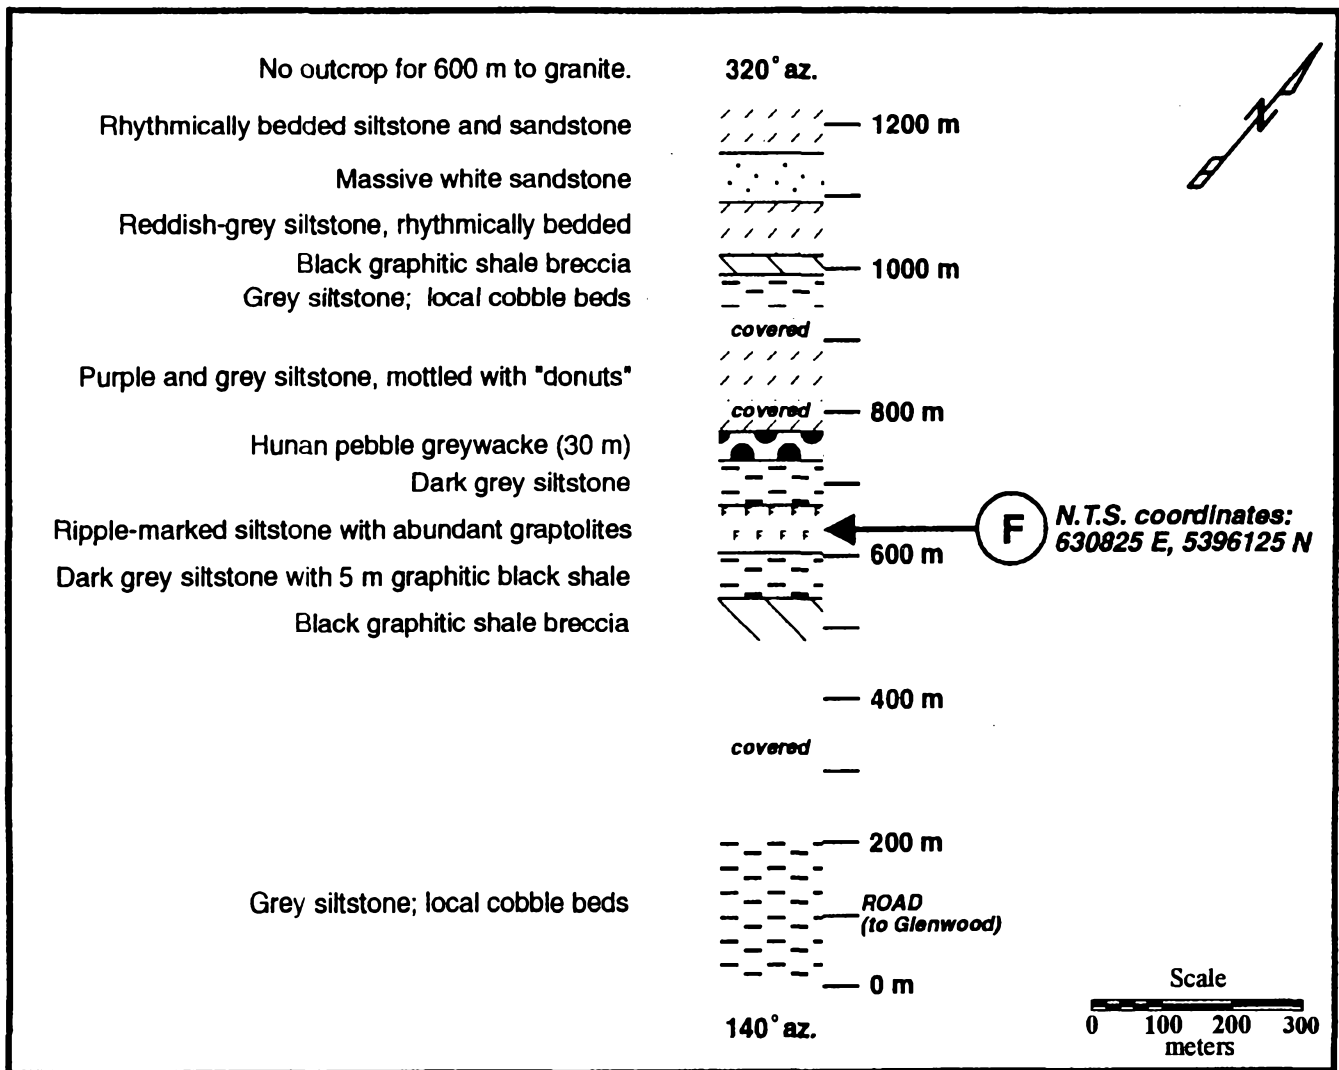 No outcrop for 600 m to granite.
320° az.
N
Rhythmically bedded siltstone and sandstone
1200 m
Massive white sandstone
Reddish-grey siltstone, rhythmically bedded
Black graphitic shale breccia
1000 m
Grey siltstone; local cobble beds
covered
Purple and grey siltstone, mottled with "donuts"
covered
800 m
Hunan pebble greywacke (30 m)
Dark grey siltstone
Ripple-marked siltstone with abundant graptolites
F F F F
F F F F
F
N.T.S. coordinates:
630825 E, 5396125 N
600 m
Dark grey siltstone with 5 m graphitic black shale
Black graphitic shale breccia
400 m
covered
200 m
Grey siltstone; local cobble beds
ROAD
(to Glenwood)
0 m
140° az.
Scale
0 100 200 300
meters